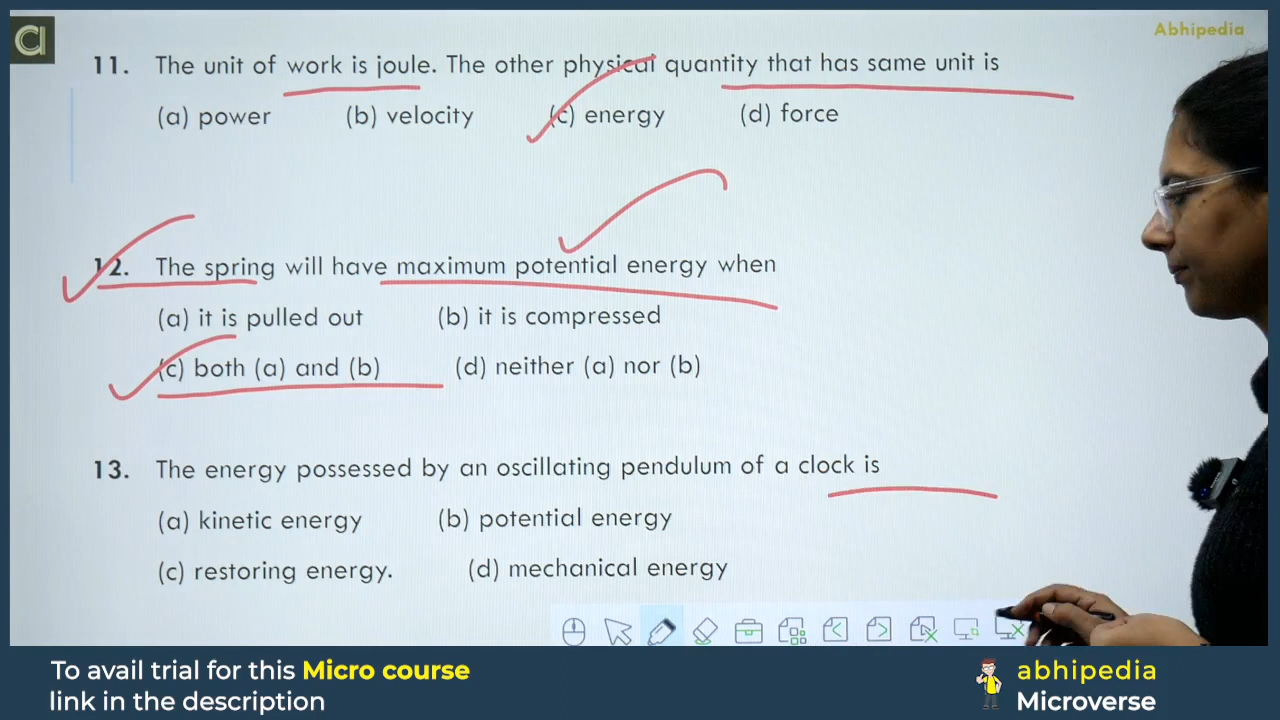 Abhipedia
11. The unit of work is joule. The other physical quantity that has same unit is
(a) power (b) velocity (c) energy (d) force
12. The spring will have maximum potential energy when
(a) it is pulled out (b) it is compressed
(c) both (a) and (b) (d) neither (a) nor (b)
13. The energy possessed by an oscillating pendulum of a clock is
(a) kinetic energy (b) potential energy
(c) restoring energy. (d) mechanical energy
To avail trial for this Micro course
link in the description
abhipedia
Microverse